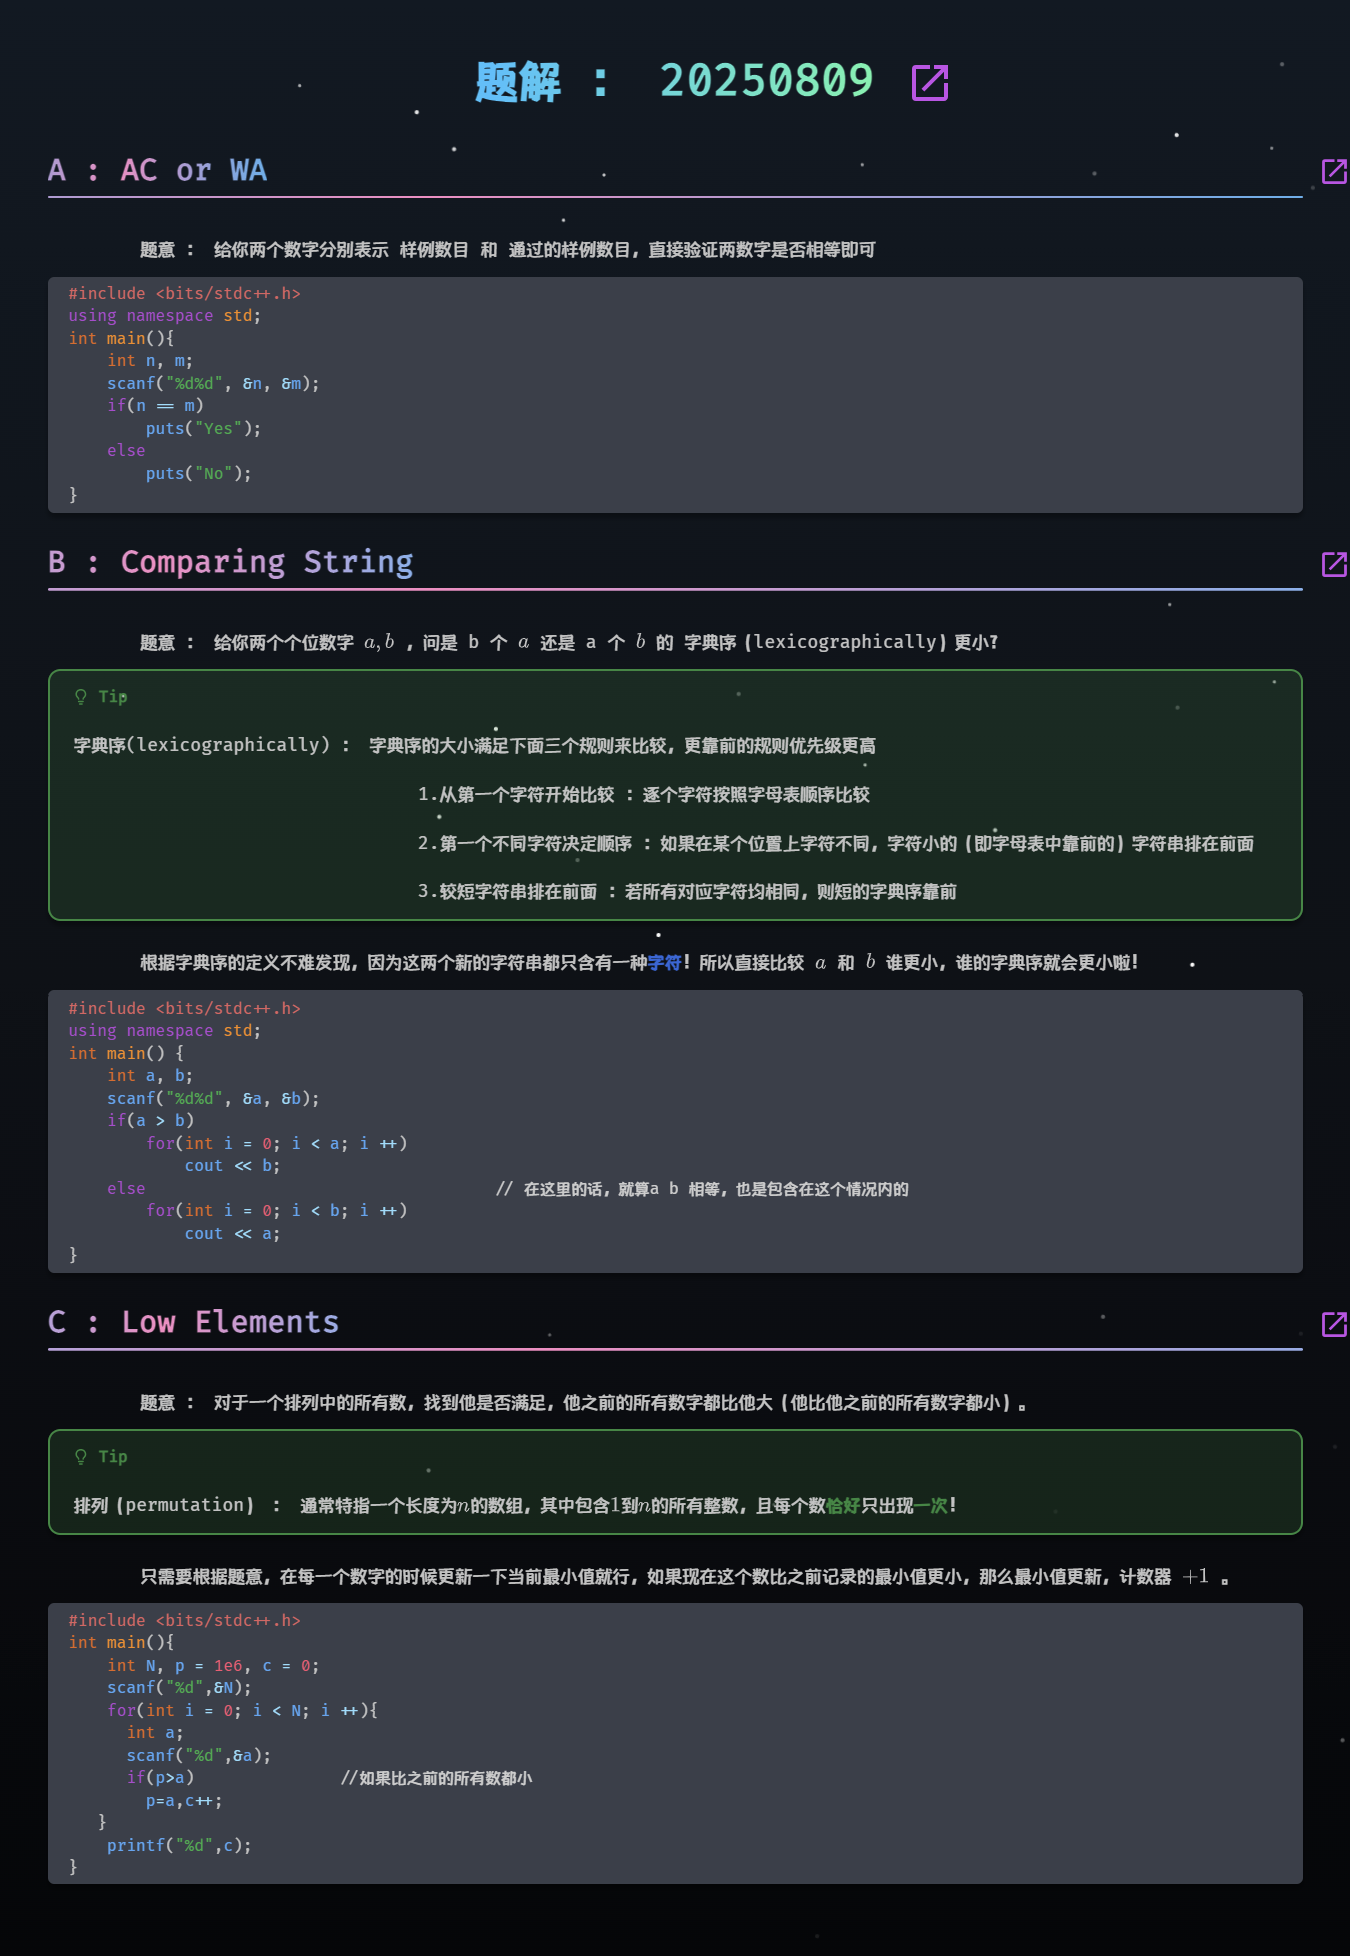 题解 : 20250809
A : AC or WA
题意 : 给你两个数字分别表示 样例数目 和 通过的样例数目，直接验证两数字是否相等即可
#include <bits/stdc++.h>
using namespace std;
int main(){
    int n, m;
    scanf("%d%d", &n, &m);
    if(n == m)
        puts("Yes");
    else
        puts("No");
}
B : Comparing String
题意 : 给你两个个位数字 a,b ，问是 b 个 a 还是 a 个 b 的 字典序（lexicographically）更小？
Tip
字典序(lexicographically) : 字典序的大小满足下面三个规则来比较，更靠前的规则优先级更高
1.从第一个字符开始比较 : 逐个字符按照字母表顺序比较
2.第一个不同字符决定顺序 : 如果在某个位置上字符不同，字符小的（即字母表中靠前的）字符串排在前面
3.较短字符串排在前面 : 若所有对应字符均相同，则短的字典序靠前
根据字典序的定义不难发现，因为这两个新的字符串都只含有一种字符！所以直接比较 a 和 b 谁更小，谁的字典序就会更小啦！
#include <bits/stdc++.h>
using namespace std;
int main() {
    int a, b;
    scanf("%d%d", &a, &b);
    if(a > b)
        for(int i = 0; i < a; i ++)
            cout << b;
    else                                    // 在这里的话，就算a b 相等，也是包含在这个情况内的
        for(int i = 0; i < b; i ++)
            cout << a;
}
C : Low Elements
题意 : 对于一个排列中的所有数，找到他是否满足，他之前的所有数字都比他大（他比他之前的所有数字都小）。
Tip
排列（permutation） : 通常特指一个长度为n的数组，其中包含1到n的所有整数，且每个数恰好只出现一次！
只需要根据题意，在每一个数字的时候更新一下当前最小值就行，如果现在这个数比之前记录的最小值更小，那么最小值更新，计数器 +1 。
#include <bits/stdc++.h>
int main(){
    int N, p = 1e6, c = 0;
    scanf("%d",&N);
    for(int i = 0; i < N; i ++){
      int a;
      scanf("%d",&a);
      if(p>a)               //如果比之前的所有数都小
        p=a,c++;
   }
    printf("%d",c);
}